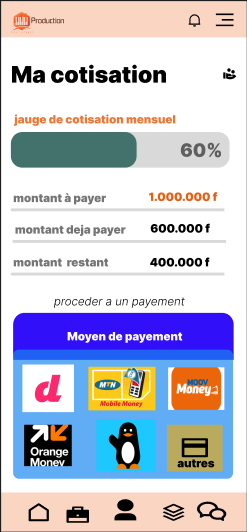 Production
Ma cotisation
jauge de cotisation mensuel
60%
montant à payer 1.000.000 f
montant deja payer 600.000 f
montant restant 400.000 f
proceder a un payement
Moyen de payement
d
MTN
Mobile Money
MOOV
Money
Orange
Money
autres